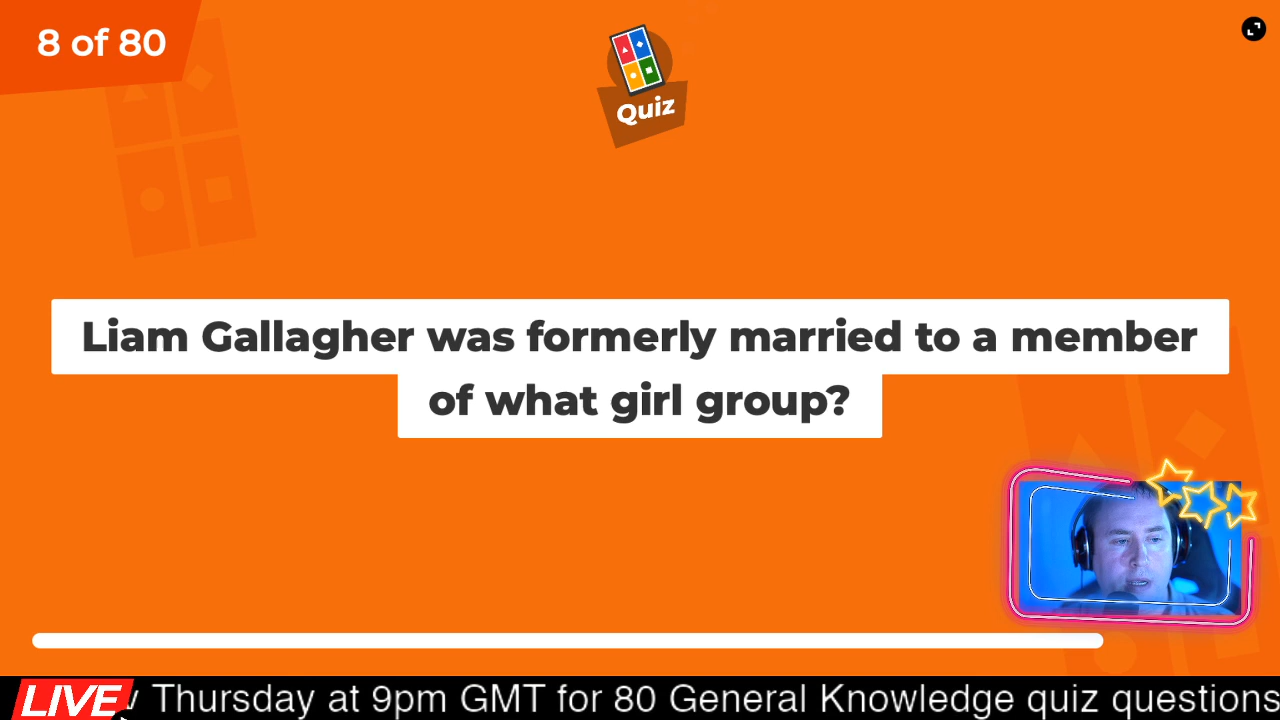 8 of 80
Quiz
Liam Gallagher was formerly married to a member
of what girl group?
LIVE Thursday at 9pm GMT for 80 General Knowledge quiz questions